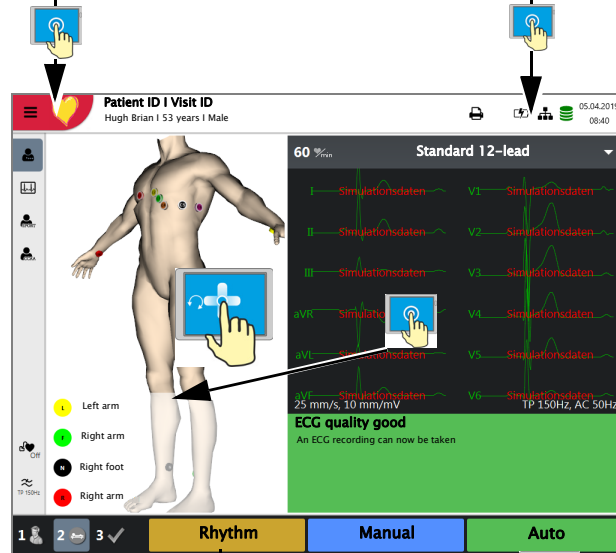 Patient ID I Visit ID
Hugh Brian I 53 years I Male
05.04.2019
08:40
60 /min
Standard 12-lead
I Simulationsdaten V1 Simulationsdaten
II Simulationsdaten V2 Simulationsdaten
III Simulationsdaten V3 Simulationsdaten
aVR Simulationsdaten V4 Simulationsdaten
aVL Simulationsdaten V5 Simulationsdaten
aVF Simulationsdaten V6 Simulationsdaten
25 mm/s, 10 mm/mV TP 150Hz, AC 50Hz
ECG quality good
An ECG recording can now be taken
L Left arm
F Right arm
N Right foot
R Right arm
Off
TP 150Hz
1 2 3
Rhythm
Manual
Auto